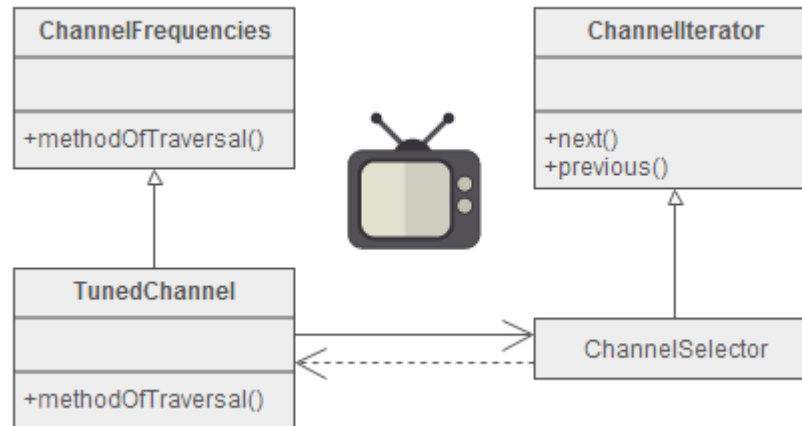 ChannelFrequencies
+methodOfTraversal()
ChannelIterator
+next()
+previous()
TunedChannel
+methodOfTraversal()
ChannelSelector